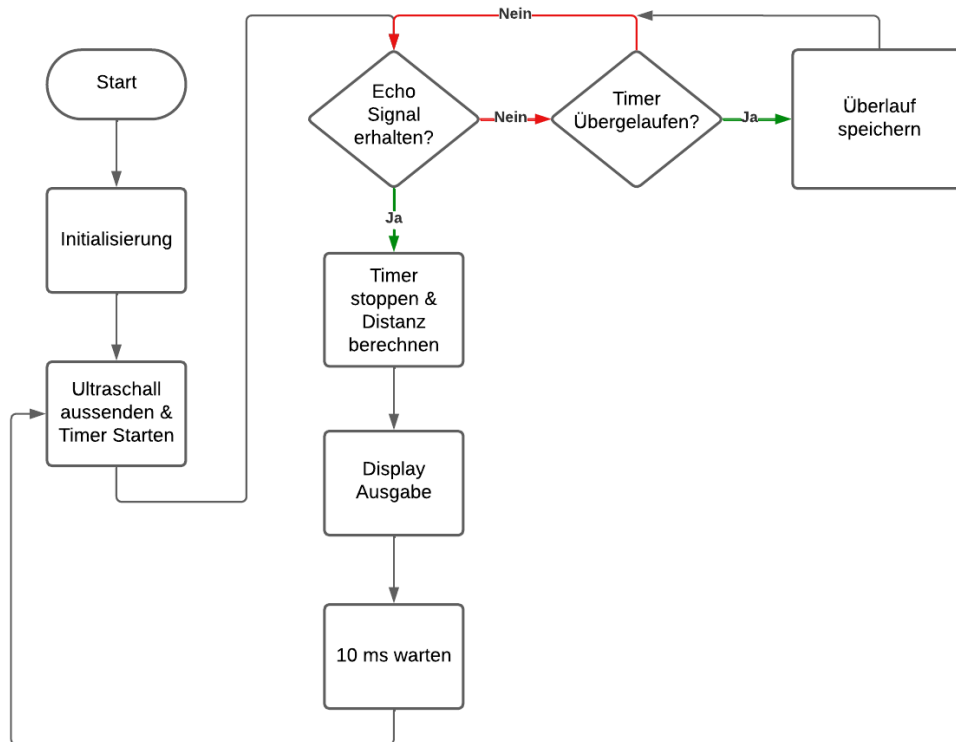 Start
Initialisierung
Ultraschall
aussenden &
Timer Starten
Echo
Signal
erhalten?
Nein
Nein
Timer
Übergelaufen?
Ja
Überlauf
speichern
Ja
Timer
stoppen &
Distanz
berechnen
Display
Ausgabe
10 ms warten